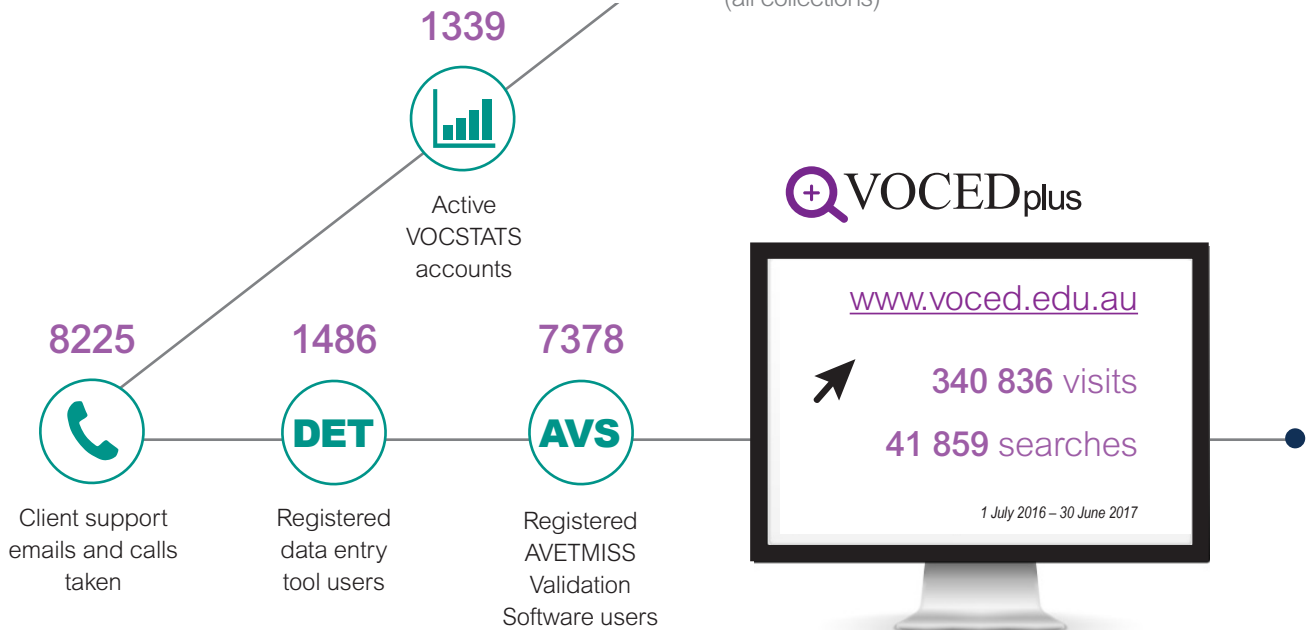 (all collections)
1339
Active
VOCSTATS
accounts
8225
Client support
emails and calls
taken
1486
DET
Registered
data entry
tool users
7378
AVS
Registered
AVETMISS
Validation
Software users
VOCEDplus
www.voced.edu.au
340 836 visits
41 859 searches
1 July 2016 – 30 June 2017